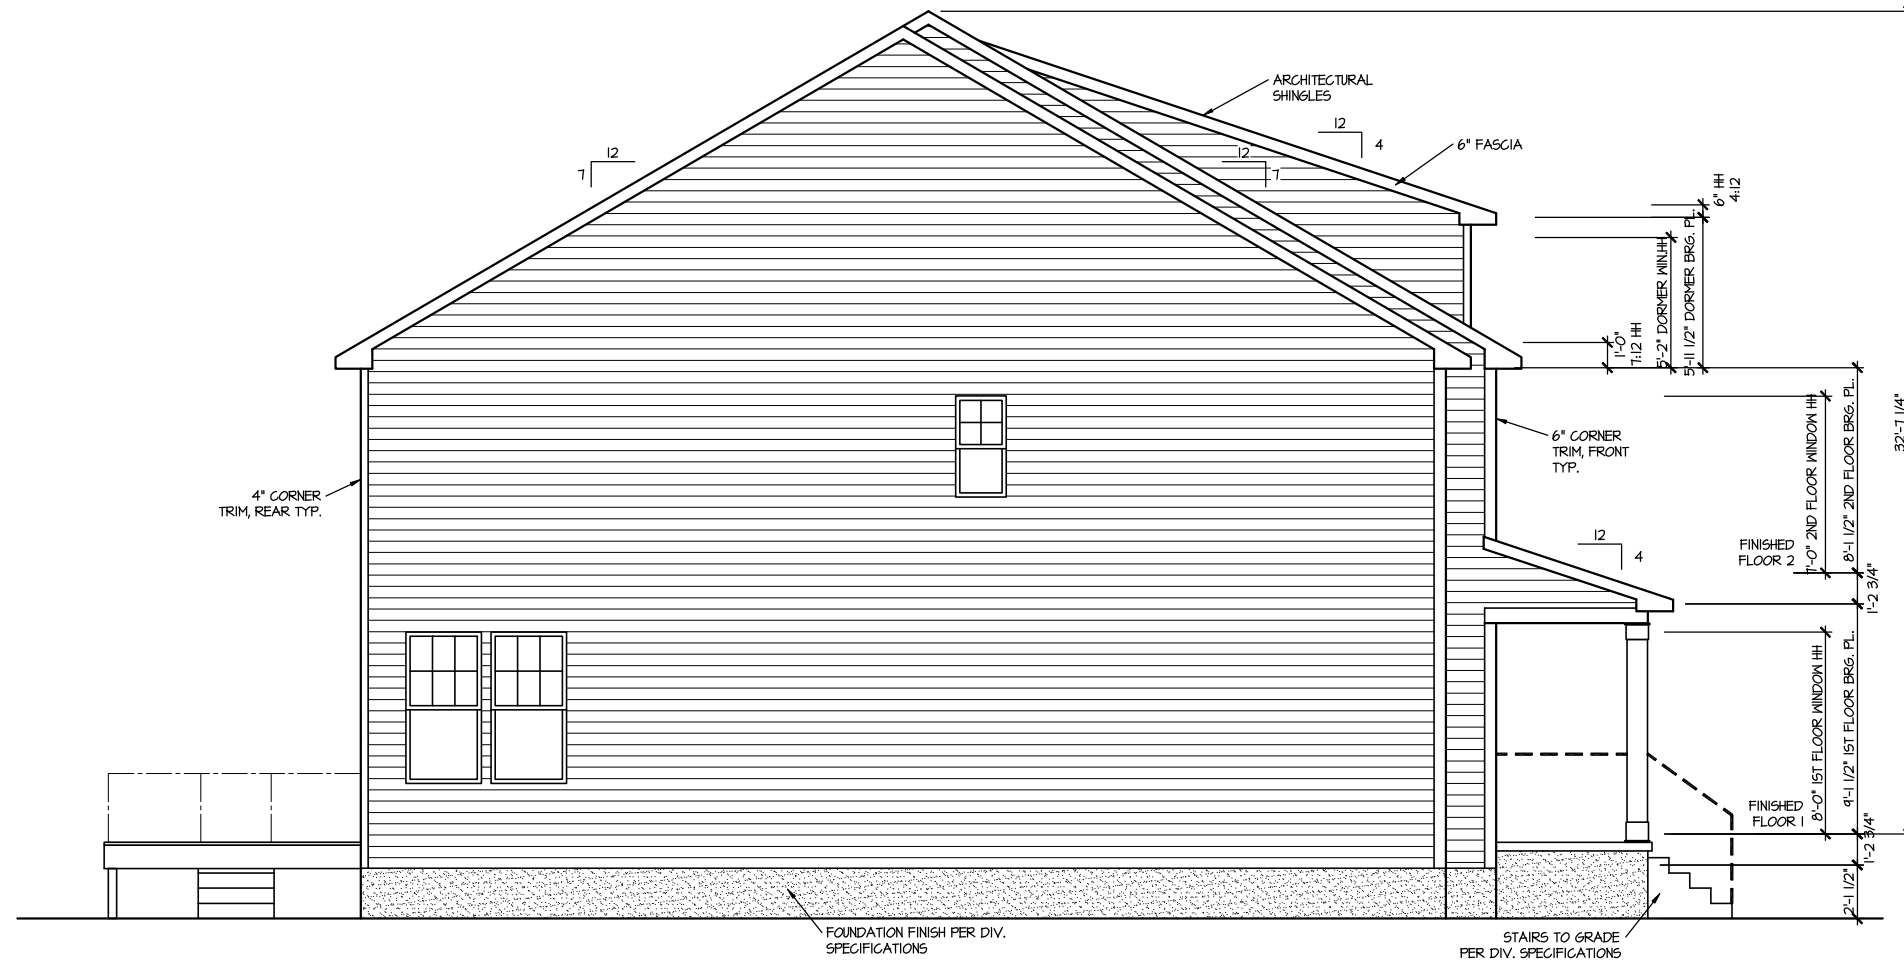 ARCHITECTURAL
SHINGLES
12
4
6" FASCIA
12
7
12
7
6" HH
4:12
5'-2" DORMER WIN.HH
5'-11 1/2" DORMER BRG. PL.
1'-0"
7:12 HH
32'-7 1/4"
6" CORNER
TRIM, FRONT
TYP.
4" CORNER
TRIM, REAR TYP.
7'-0" 2ND FLOOR WINDOW HH
8'-1 1/2" 2ND FLOOR BRG. PL.
12
4
FINISHED
FLOOR 2
1'-2 3/4"
8'-0" 1ST FLOOR WINDOW HH
9'-1 1/2" 1ST FLOOR BRG. PL.
FINISHED
FLOOR 1
1'-2 3/4"
2'-1 1/2"
FOUNDATION FINISH PER DIV.
SPECIFICATIONS
STAIRS TO GRADE
PER DIV. SPECIFICATIONS